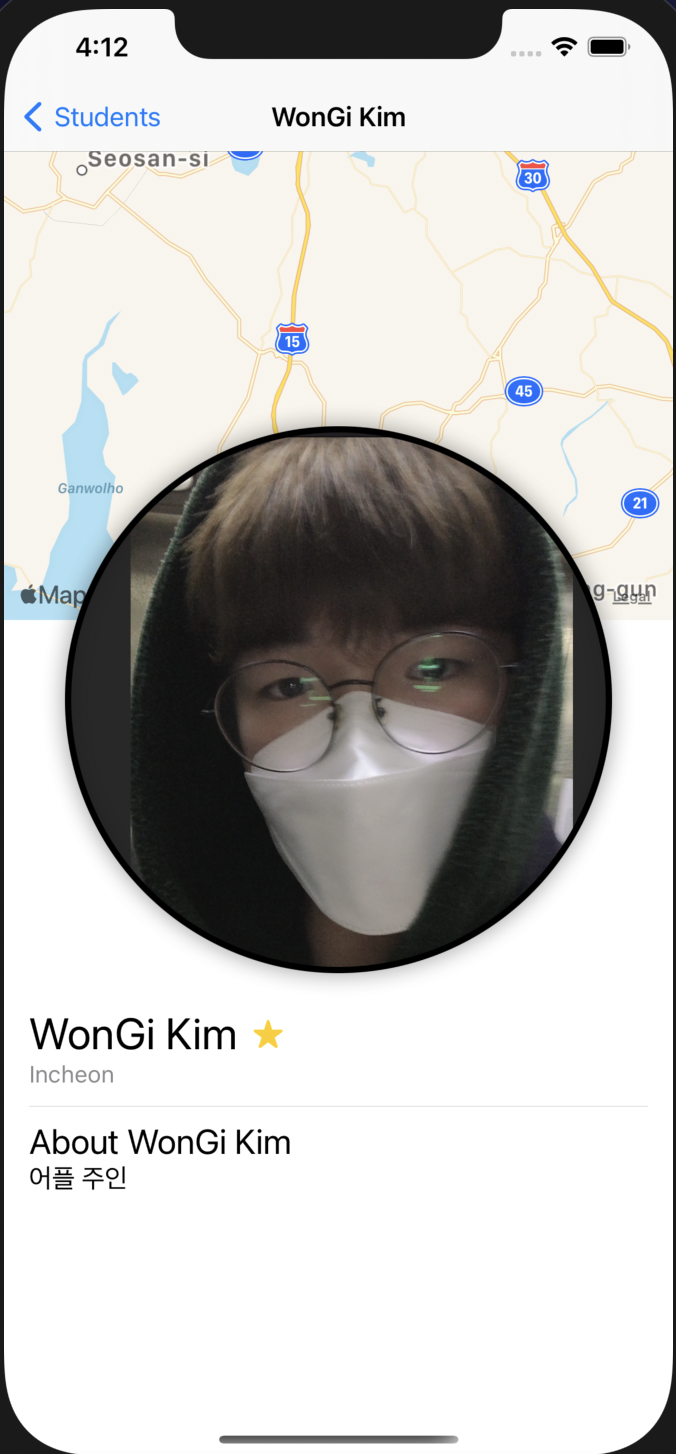 4:12
Students
WonGi Kim
Seosan-si
30
15
45
Ganwolho
21
Map
g-gun
Legal
WonGi Kim
Incheon
About WonGi Kim
어플 주인